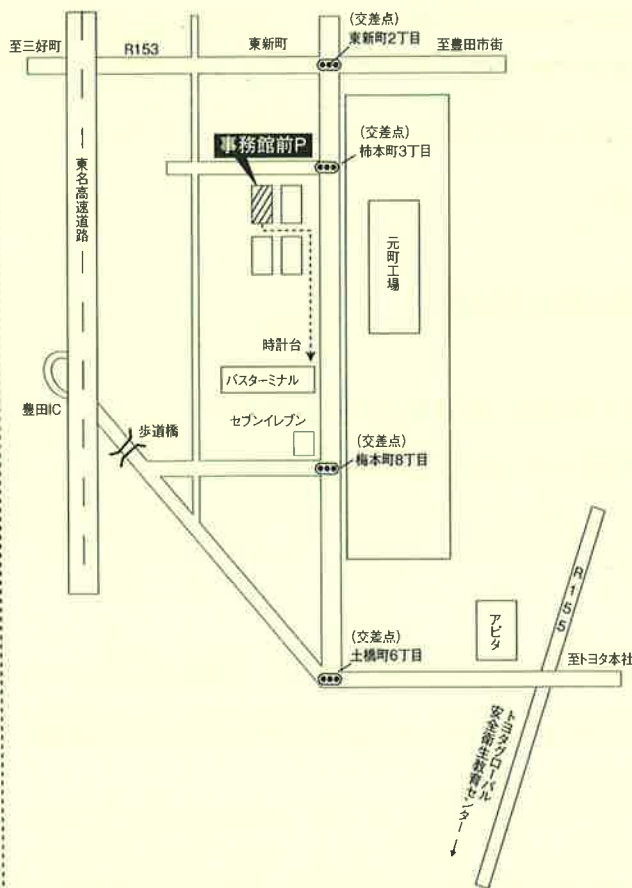 至三好町
R153
東新町
(交差点)
東新町2丁目
至豊田市街
事務館前P
(交差点)
柿本町3丁目
東名高速道路
元町工場
時計台
バスターミナル
豊田IC
歩道橋
セブンイレブン
(交差点)
梅本町8丁目
R155
アピタ
(交差点)
土橋町6丁目
至トヨタ本社
トヨタグローバル
安全衛生教育センター